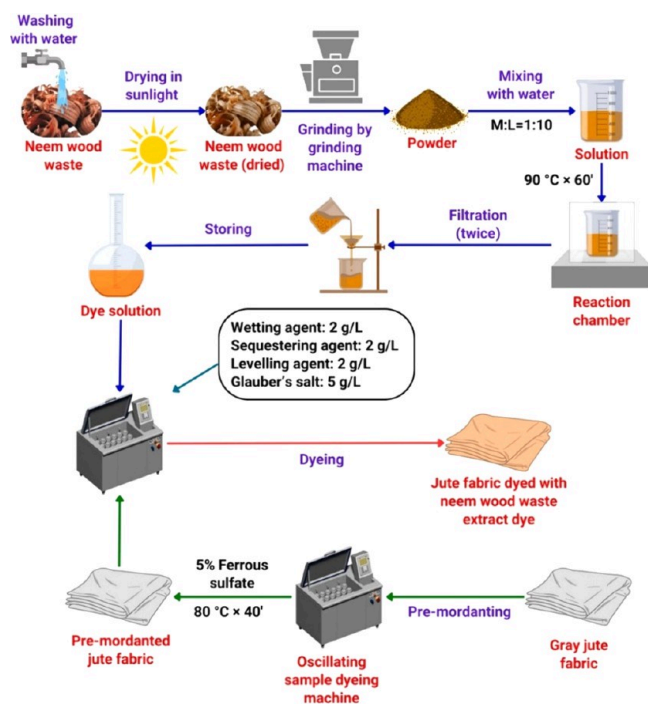 Washing
with water
Drying in
sunlight
Mixing
with water
Neem wood
waste
Neem wood
waste (dried)
Grinding by
grinding
machine
Powder
M:L=1:10
Solution
90 °C × 60'
Filtration
(twice)
Storing
Reaction
chamber
Dye solution
Wetting agent: 2 g/L
Sequestering agent: 2 g/L
Levelling agent: 2 g/L
Glauber's salt: 5 g/L
Dyeing
Jute fabric dyed with
neem wood waste
extract dye
5% Ferrous
sulfate
80 °C × 40'
Pre-mordanting
Pre-mordanted
jute fabric
Oscillating
sample dyeing
machine
Gray jute
fabric